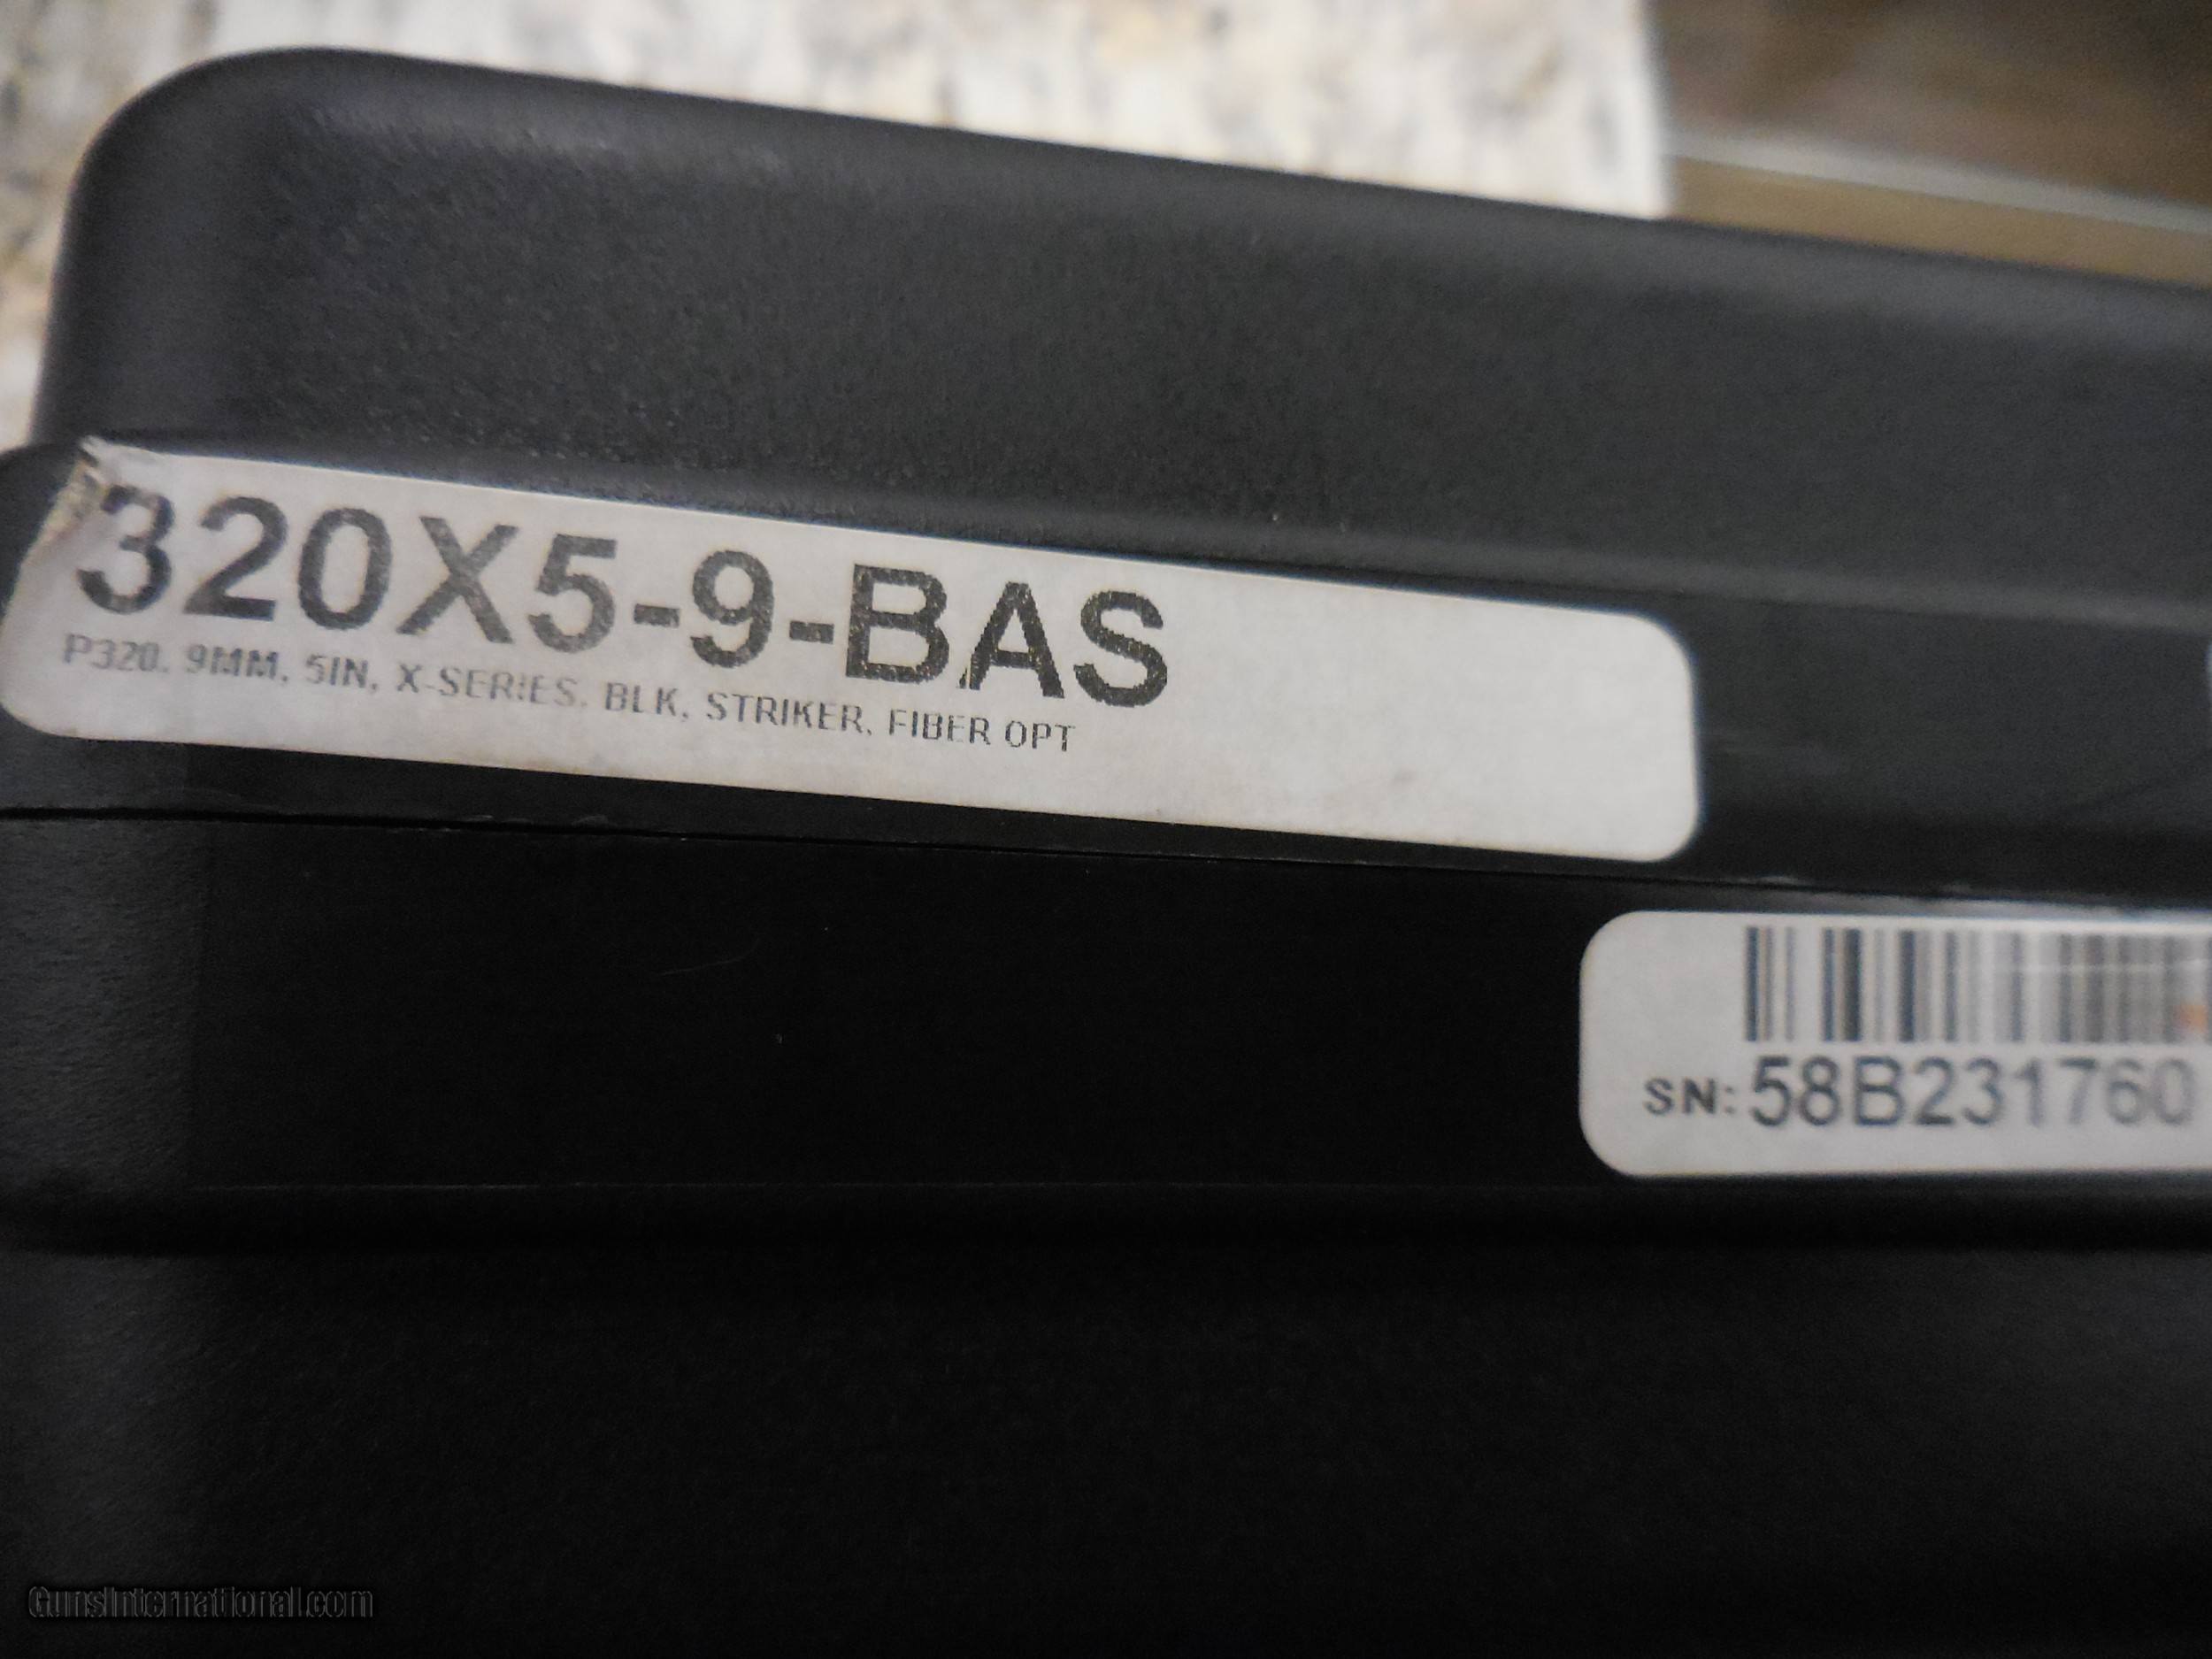 320X5-9-BAS
P320, 9MM, 5IN, X-SERIES, BLK, STRIKER, FIBER OPT
SN: 58B231760
GunsInternational.com